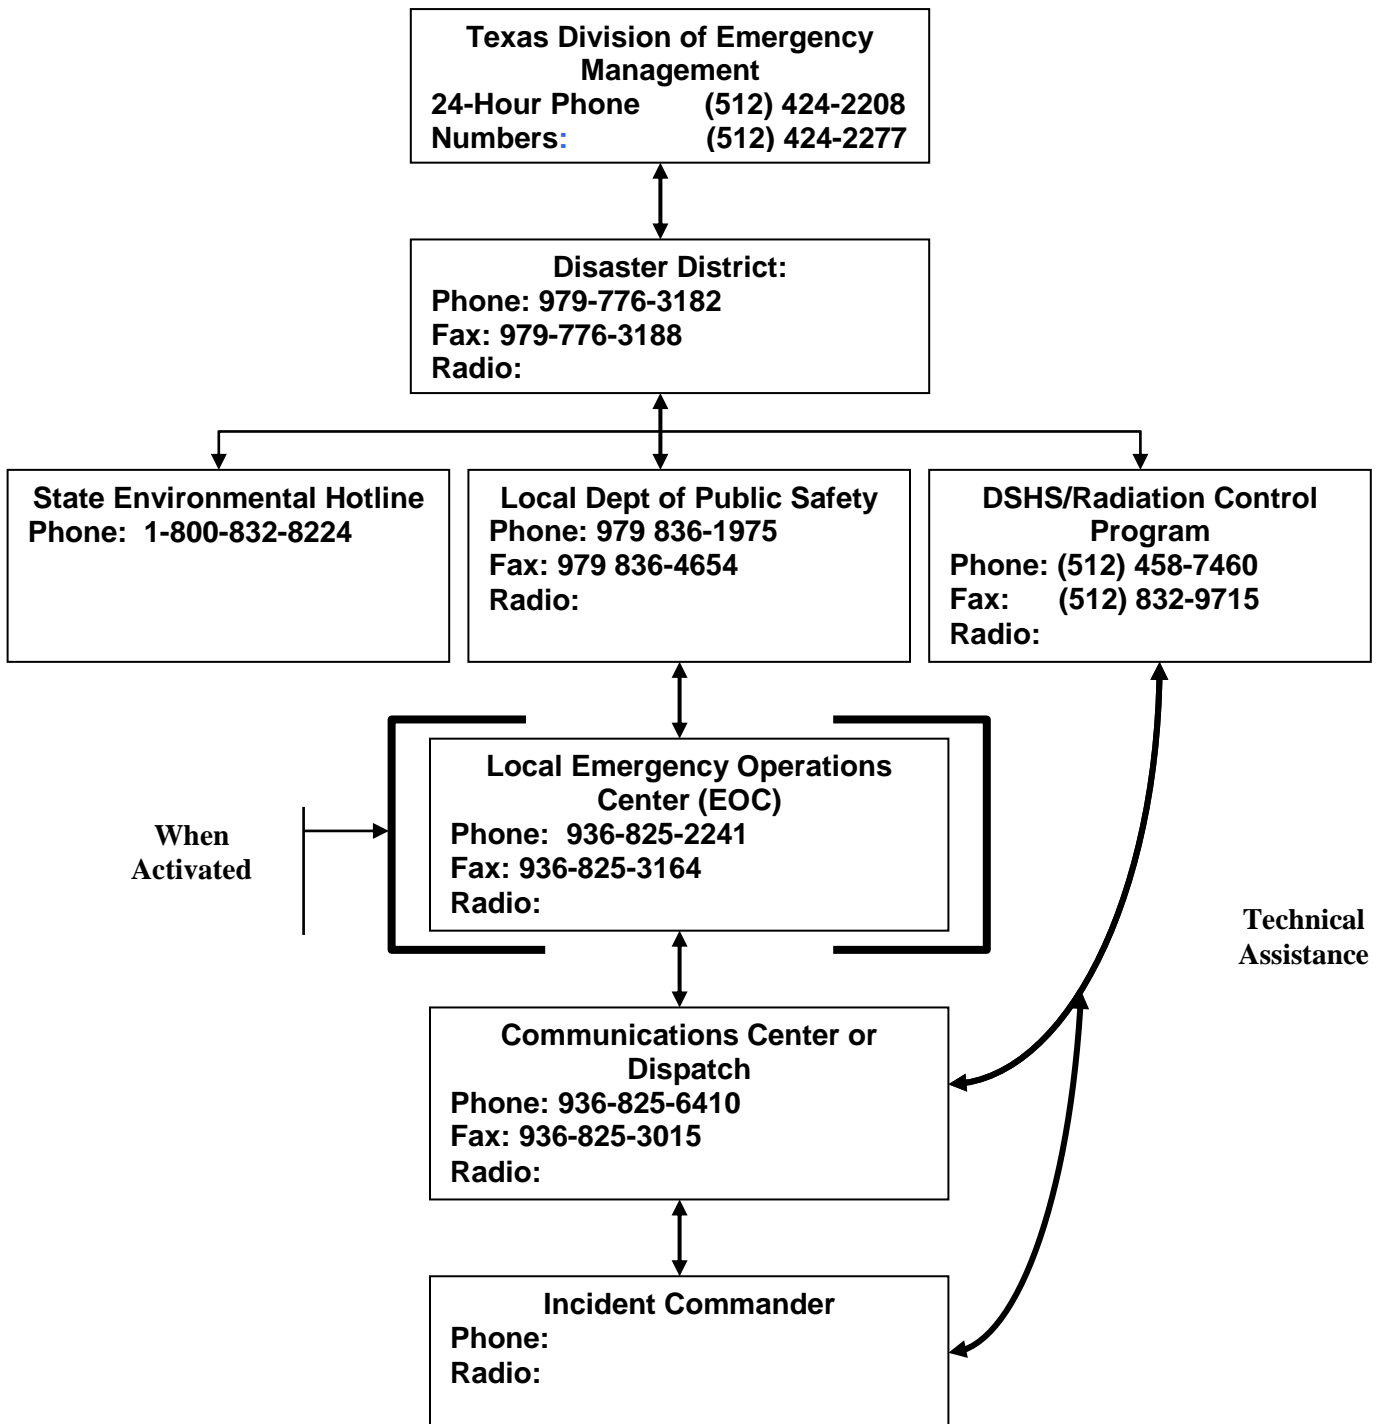 Texas Division of Emergency
Management
24-Hour Phone (512) 424-2208
Numbers: (512) 424-2277
Disaster District:
Phone: 979-776-3182
Fax: 979-776-3188
Radio:
State Environmental Hotline
Phone: 1-800-832-8224
Local Dept of Public Safety
Phone: 979 836-1975
Fax: 979 836-4654
Radio:
DSHS/Radiation Control
Program
Phone: (512) 458-7460
Fax: (512) 832-9715
Radio:
When
Activated
Local Emergency Operations
Center (EOC)
Phone: 936-825-2241
Fax: 936-825-3164
Radio:
Technical
Assistance
Communications Center or
Dispatch
Phone: 936-825-6410
Fax: 936-825-3015
Radio:
Incident Commander
Phone:
Radio: